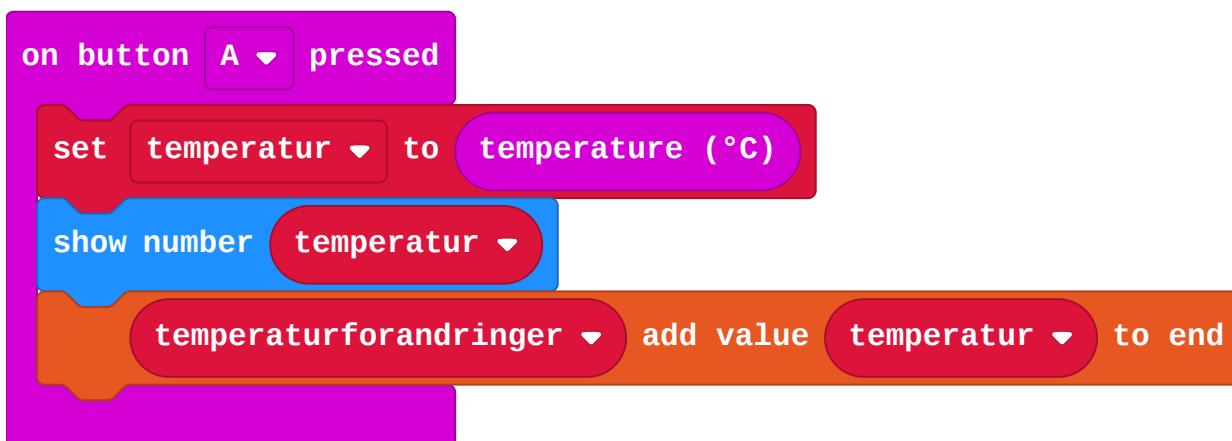 on button A pressed
set temperatur to temperature (°C)
show number temperatur
temperaturforandringer add value temperatur to end